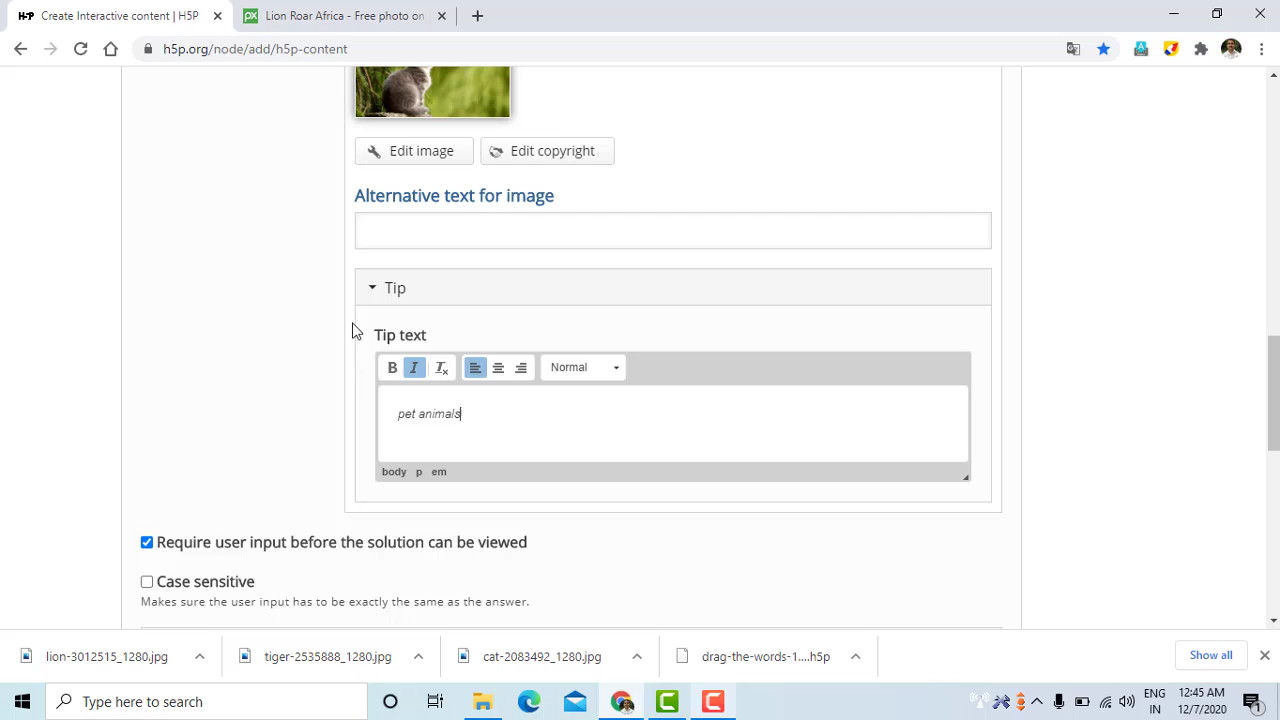 H-P Create Interactive content | H5P
px Lion Roar Africa - Free photo on
h5p.org/node/add/h5p-content
Edit image
Edit copyright
Alternative text for image
Tip
Tip text
B I Tx Normal
pet animals
body p em
Require user input before the solution can be viewed
Case sensitive
Makes sure the user input has to be exactly the same as the answer.
lion-3012515_1280.jpg
tiger-2535888_1280.jpg
cat-2083492_1280.jpg
drag-the-words-1....h5p
Show all
Type here to search
ENG
IN
12:45 AM
12/7/2020
1